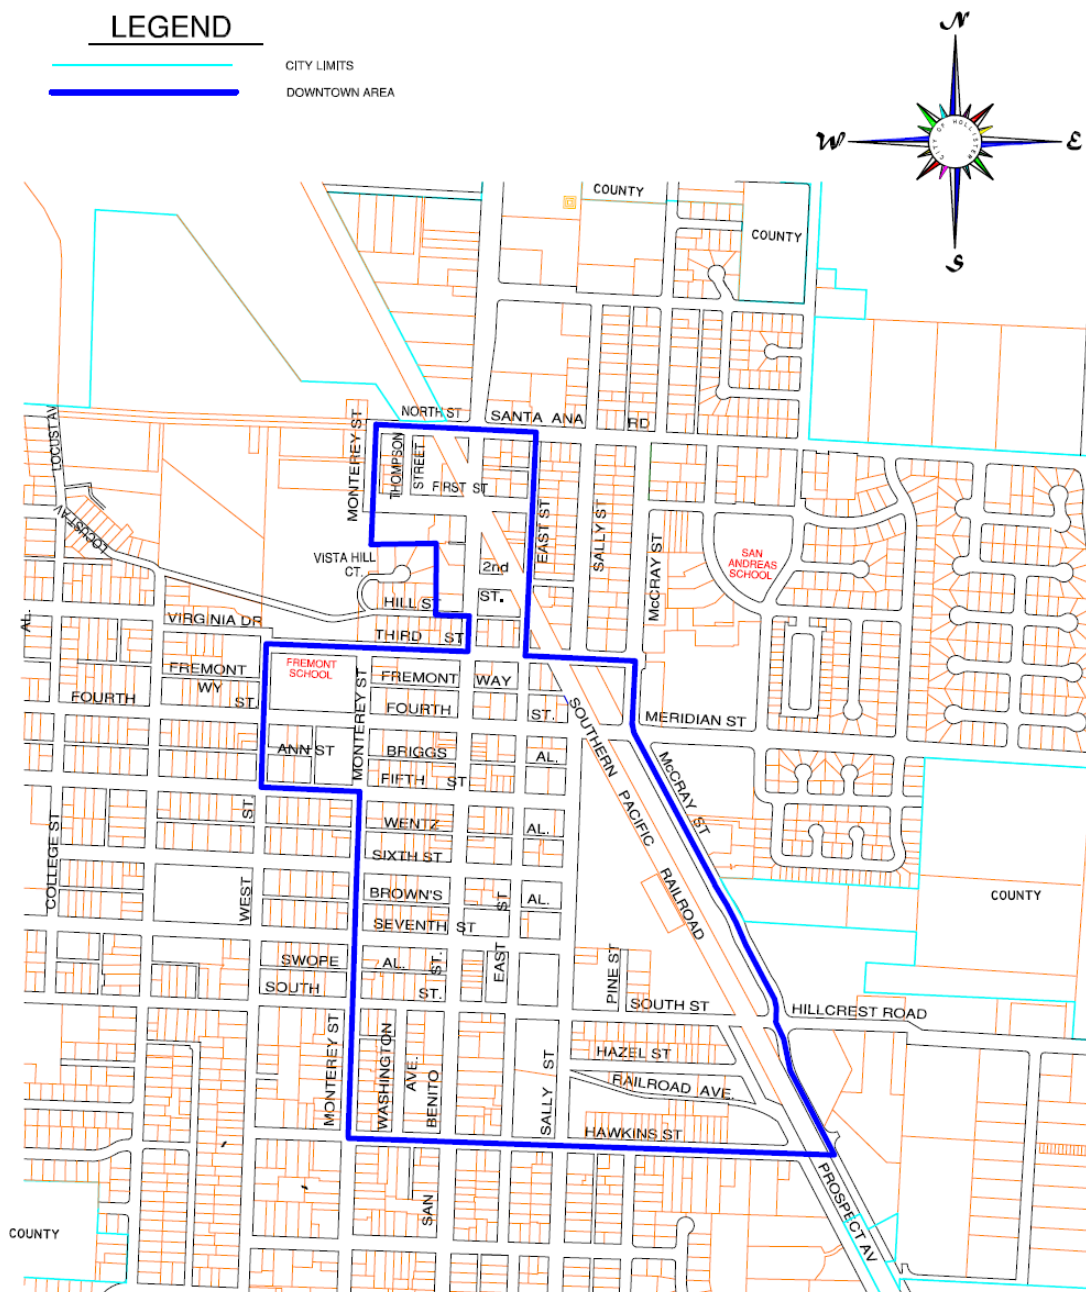 LEGEND
CITY LIMITS
DOWNTOWN AREA
N
W
E
S
CITY OF HOLLISTER
COUNTY
COUNTY
NORTH ST
SANTA ANA
RD
LOCUST AV
MONTEREY ST
THOMPSON
STREET
FIRST ST
LOCUST AV
EAST ST
SALLY ST
McCRAY ST
SAN
ANDREAS
SCHOOL
VISTA HILL
CT.
2nd
ST.
HILL ST
AL.
VIRGINIA DR
THIRD ST
FREMONT
WY
FREMONT
SCHOOL
FREMONT WAY
FOURTH
ST.
MONTEREY ST
FOURTH
ST.
SOUTHERN PACIFIC RAILROAD
MERIDIAN ST
ANN ST
BRIGGS
AL.
McCRAY ST
FIFTH ST
COLLEGE ST
ST.
WENTZ
AL.
SIXTH ST
WEST
BROWN'S
ST
AL.
COUNTY
SEVENTH ST
SWOPE
AL.
ST.
EAST
PINE ST
SOUTH
ST.
SOUTH ST
HILLCREST ROAD
MONTEREY ST
WASHINGTON
AVE.
BENITO
SALLY ST
HAZEL ST
RAILROAD AVE.
HAWKINS ST
SAN
PROSPECT AV
COUNTY